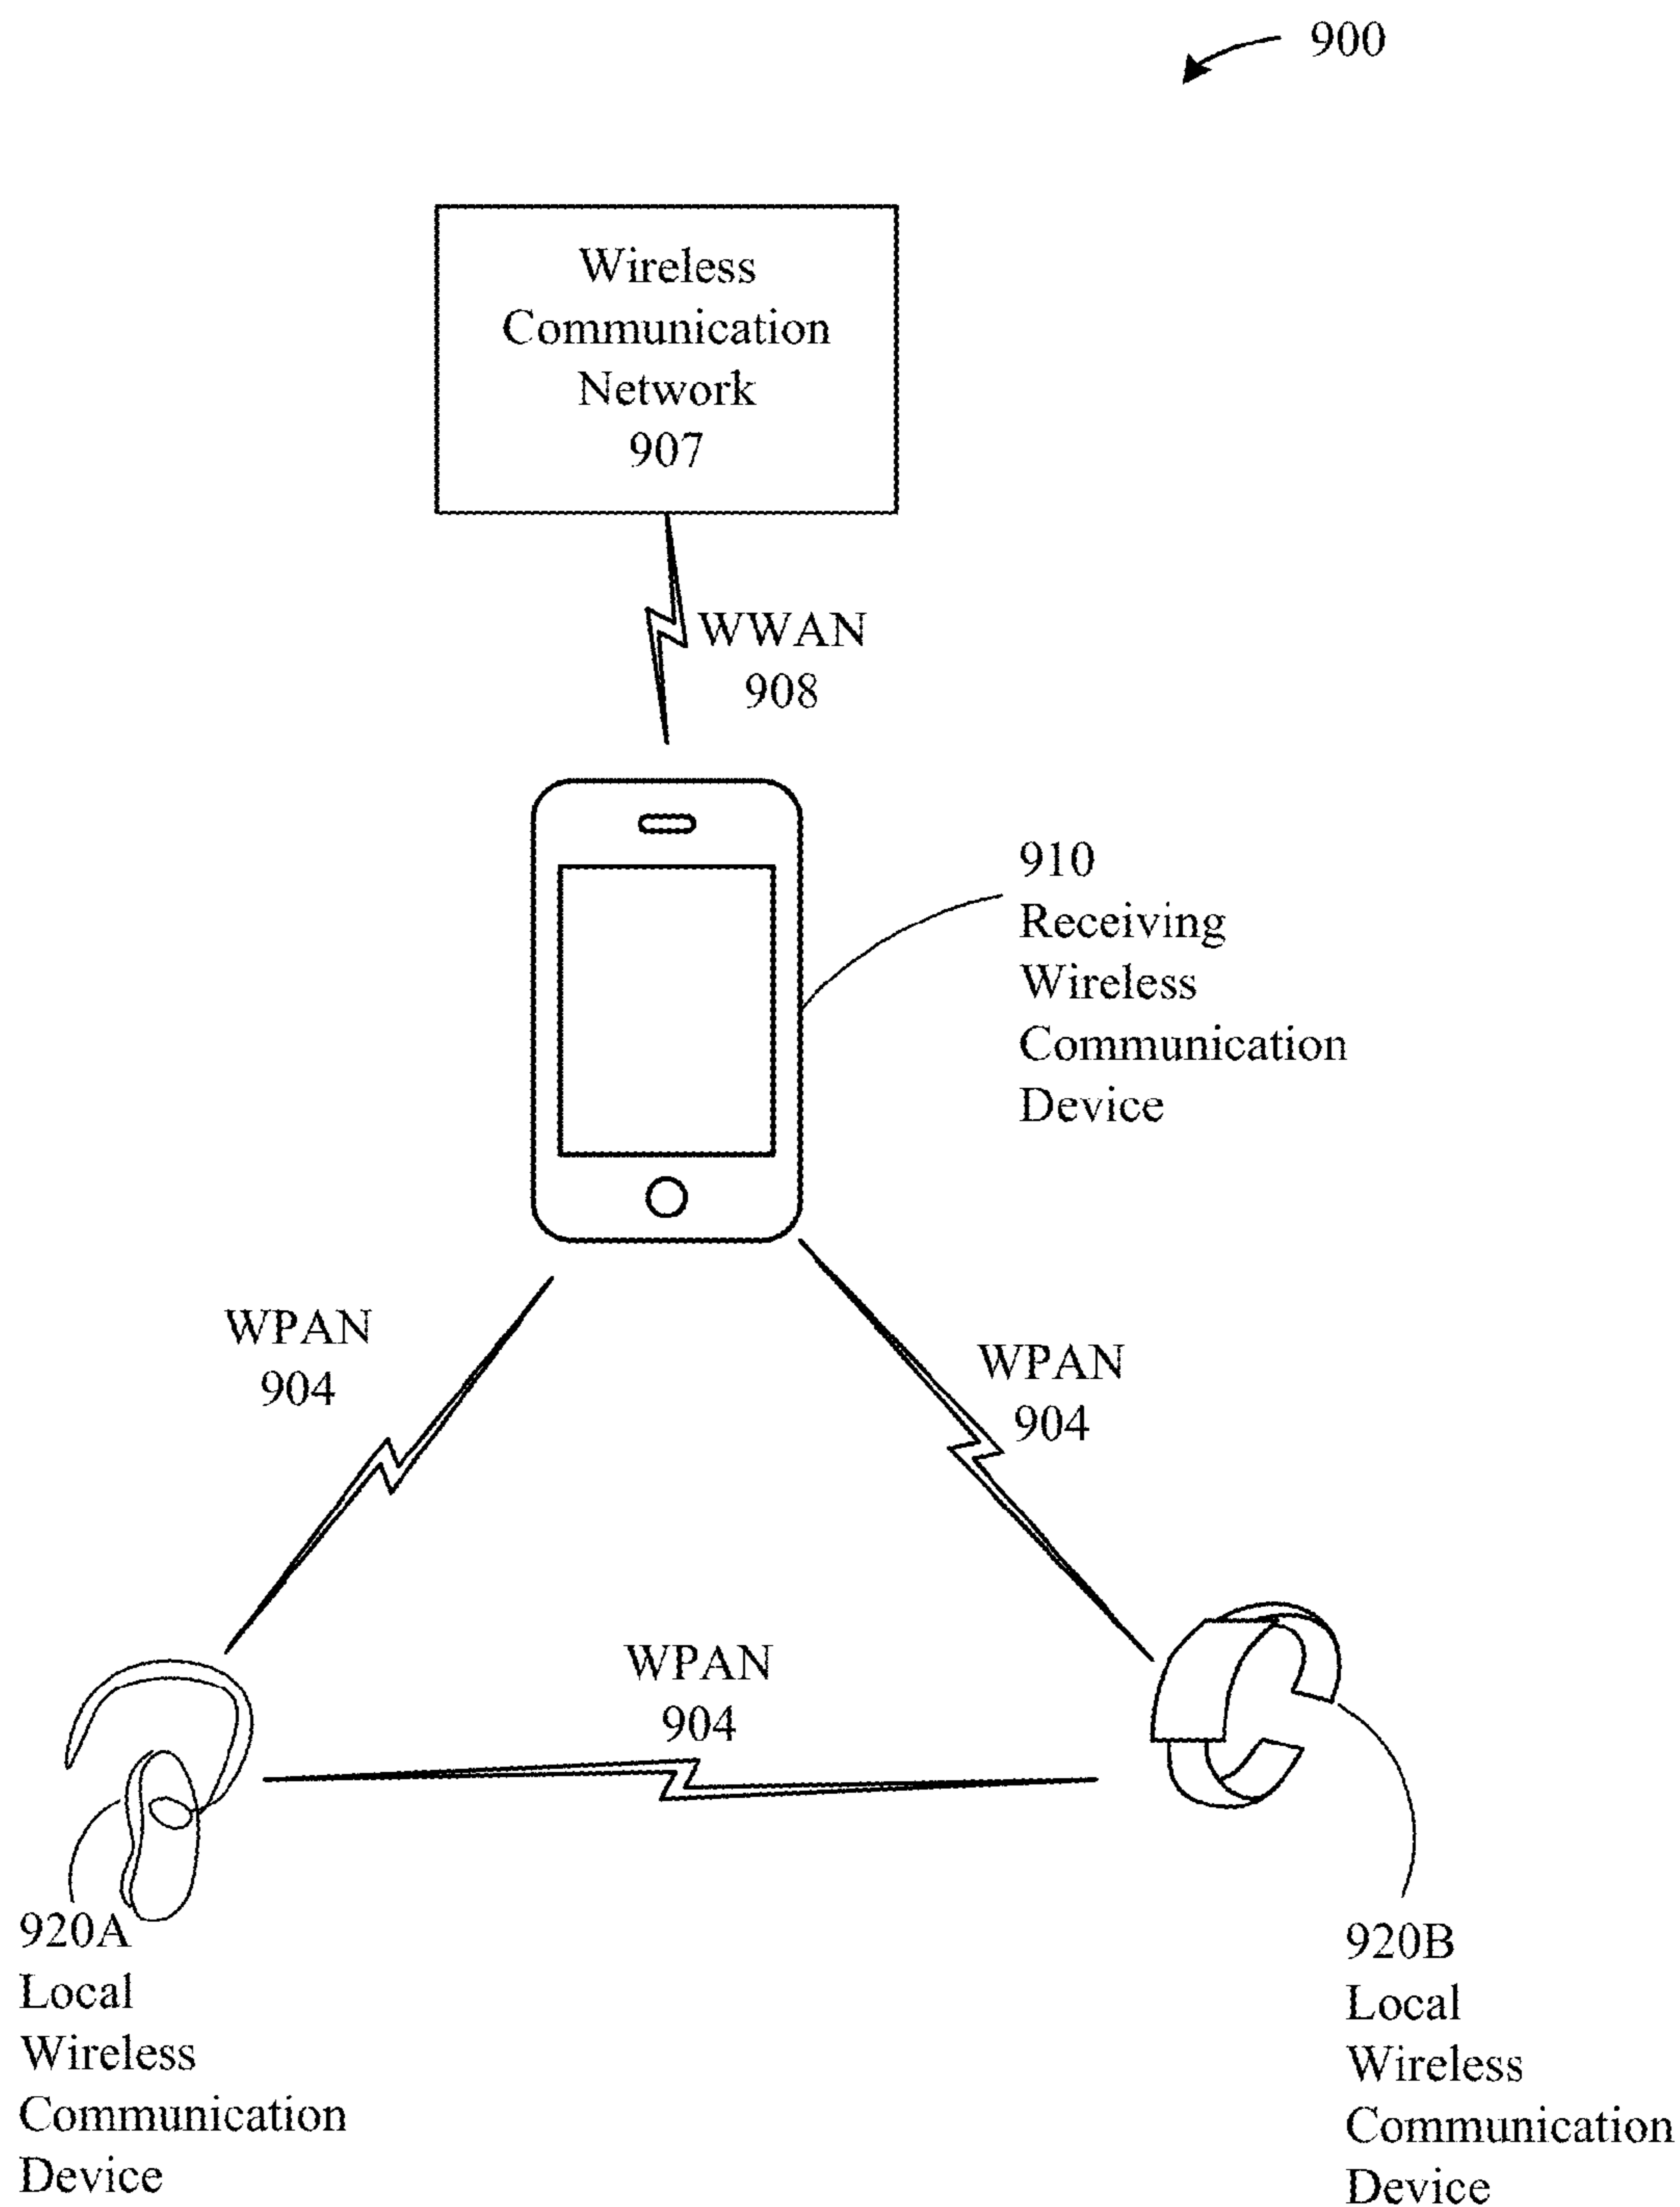 900
Wireless
Communication
Network
907
WWAN
908
910
Receiving
Wireless
Communication
Device
WPAN
904
WPAN
904
WPAN
904
920A
Local
Wireless
Communication
Device
920B
Local
Wireless
Communication
Device